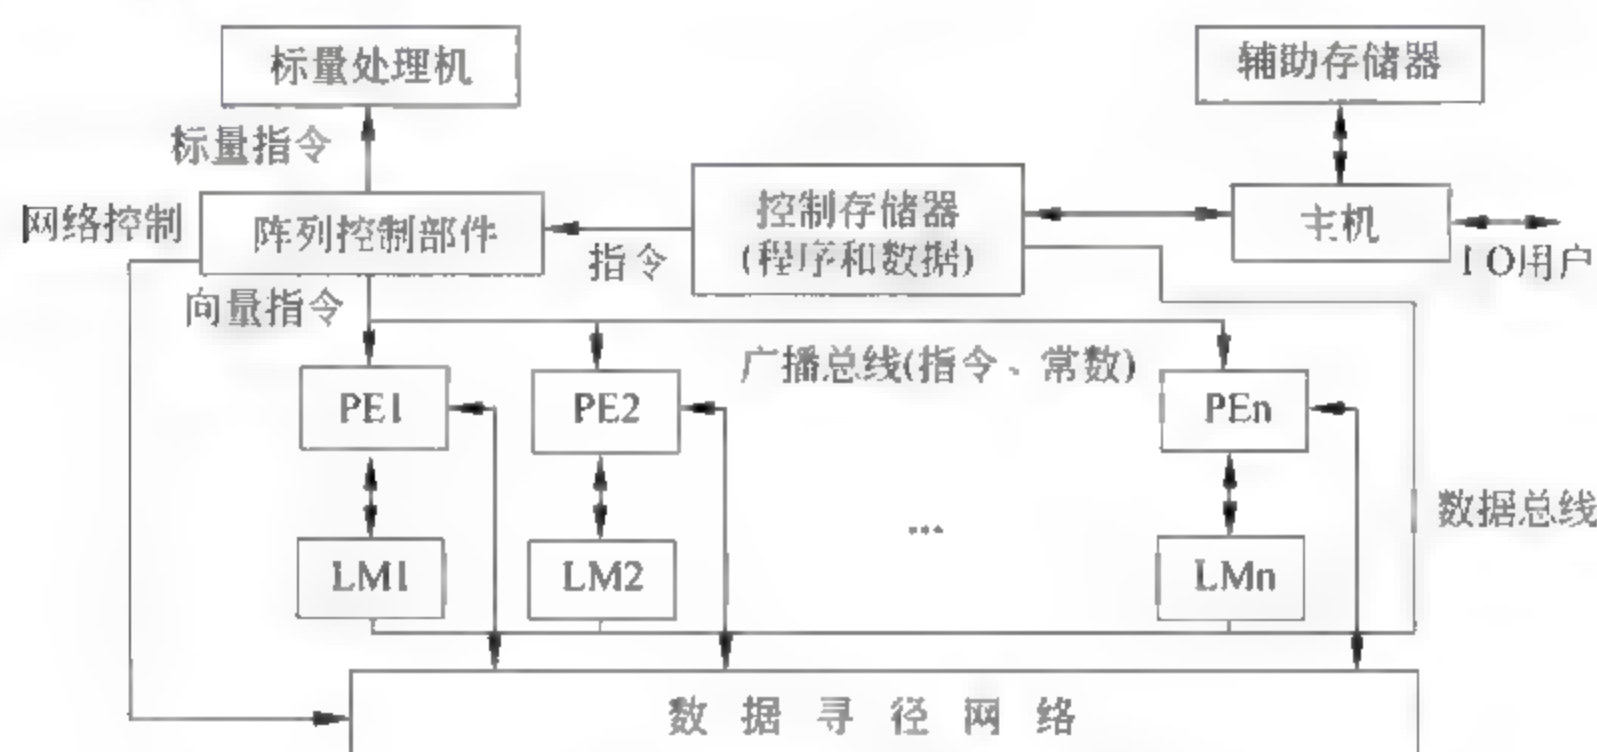 标量处理机
辅助存储器
标量指令
网络控制
阵列控制部件
指令
控制存储器
(程序和数据)
主机
I/O用户
向量指令
广播总线(指令、常数)
PE1
PE2
PEn
数据总线
...
LM1
LM2
LMn
数据寻径网络